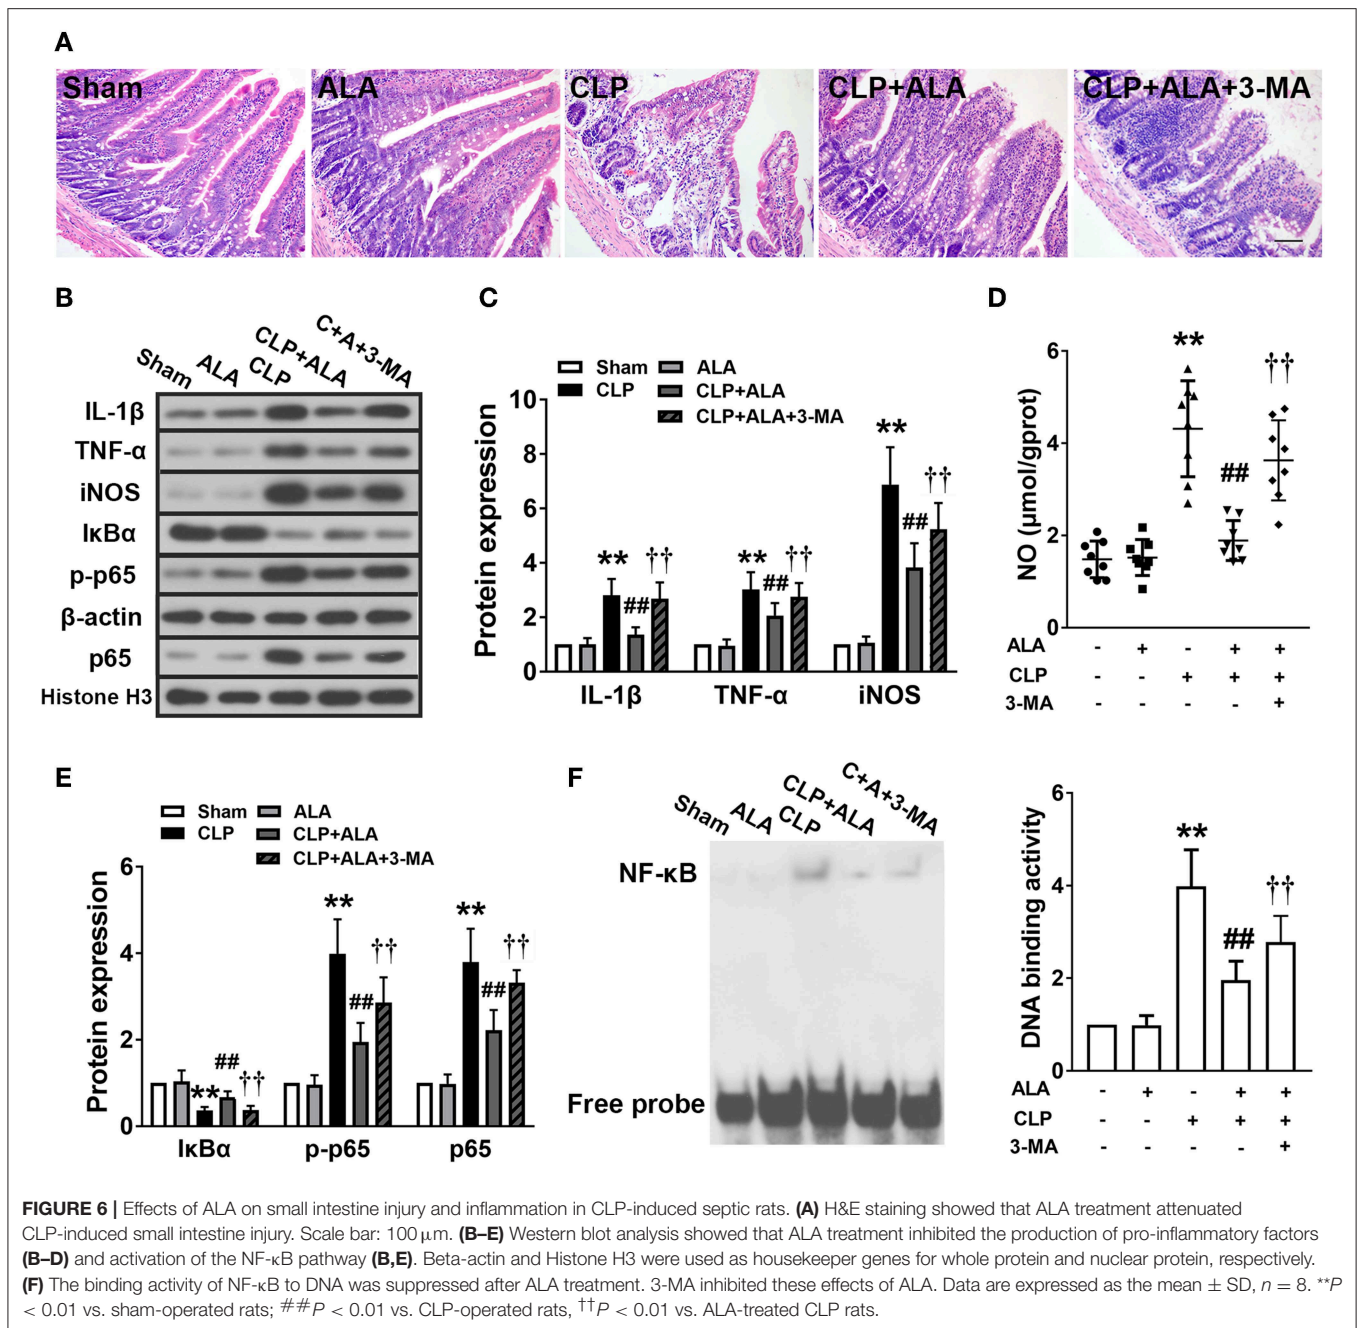 A
Sham
ALA
CLP
CLP+ALA
CLP+ALA+3-MA
B
Sham
ALA
CLP
CLP+ALA
C+A+3-MA
IL-1β
TNF-α
iNOS
IκBα
p-p65
β-actin
p65
Histone H3
C
Sham
ALA
CLP
CLP+ALA
CLP+ALA+3-MA
Protein expression
10
8
6
4
2
0
** ## ††
** ## ††
** ## ††
IL-1β TNF-α iNOS
D
NO (μmol/gprot)
6
4
2
0
** ## ††
ALA - + - + +
CLP - - + + +
3-MA - - - - +
E
Sham
ALA
CLP
CLP+ALA
CLP+ALA+3-MA
Protein expression
6
4
2
0
** ## ††
** ## ††
** ## ††
IκBα p-p65 p65
F
Sham
ALA
CLP
CLP+ALA
C+A+3-MA
NF-κB
Free probe
DNA binding activity
6
4
2
0
** ## ††
ALA - + - + +
CLP - - + + +
3-MA - - - - +
FIGURE 6 | Effects of ALA on small intestine injury and inflammation in CLP-induced septic rats. (A) H&E staining showed that ALA treatment attenuated
CLP-induced small intestine injury. Scale bar: 100 μm. (B–E) Western blot analysis showed that ALA treatment inhibited the production of pro-inflammatory factors
(B–D) and activation of the NF-κB pathway (B,E). Beta-actin and Histone H3 were used as housekeeper genes for whole protein and nuclear protein, respectively.
(F) The binding activity of NF-κB to DNA was suppressed after ALA treatment. 3-MA inhibited these effects of ALA. Data are expressed as the mean ± SD, n = 8. **P
< 0.01 vs. sham-operated rats; ##P < 0.01 vs. CLP-operated rats, ††P < 0.01 vs. ALA-treated CLP rats.